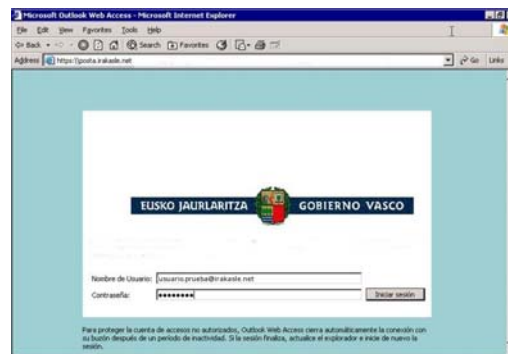 Microsoft Outlook Web Access - Microsoft Internet Explorer
File Edit View Favorites Tools Help
Back Search Favorites
Address https://posta.irakasle.net Go Links
EUSKO JAURLARITZA GOBIERNO VASCO
Nombre de Usuario: usuario.prueba@irakasle.net
Contraseña: ●●●●●●●●
Iniciar sesión
Para proteger la cuenta de accesos no autorizados, Outlook Web Access cierra automáticamente la conexión con
su buzón después de un periodo de inactividad. Si la sesión finaliza, actualice el explorador e inicie de nuevo la
sesión.